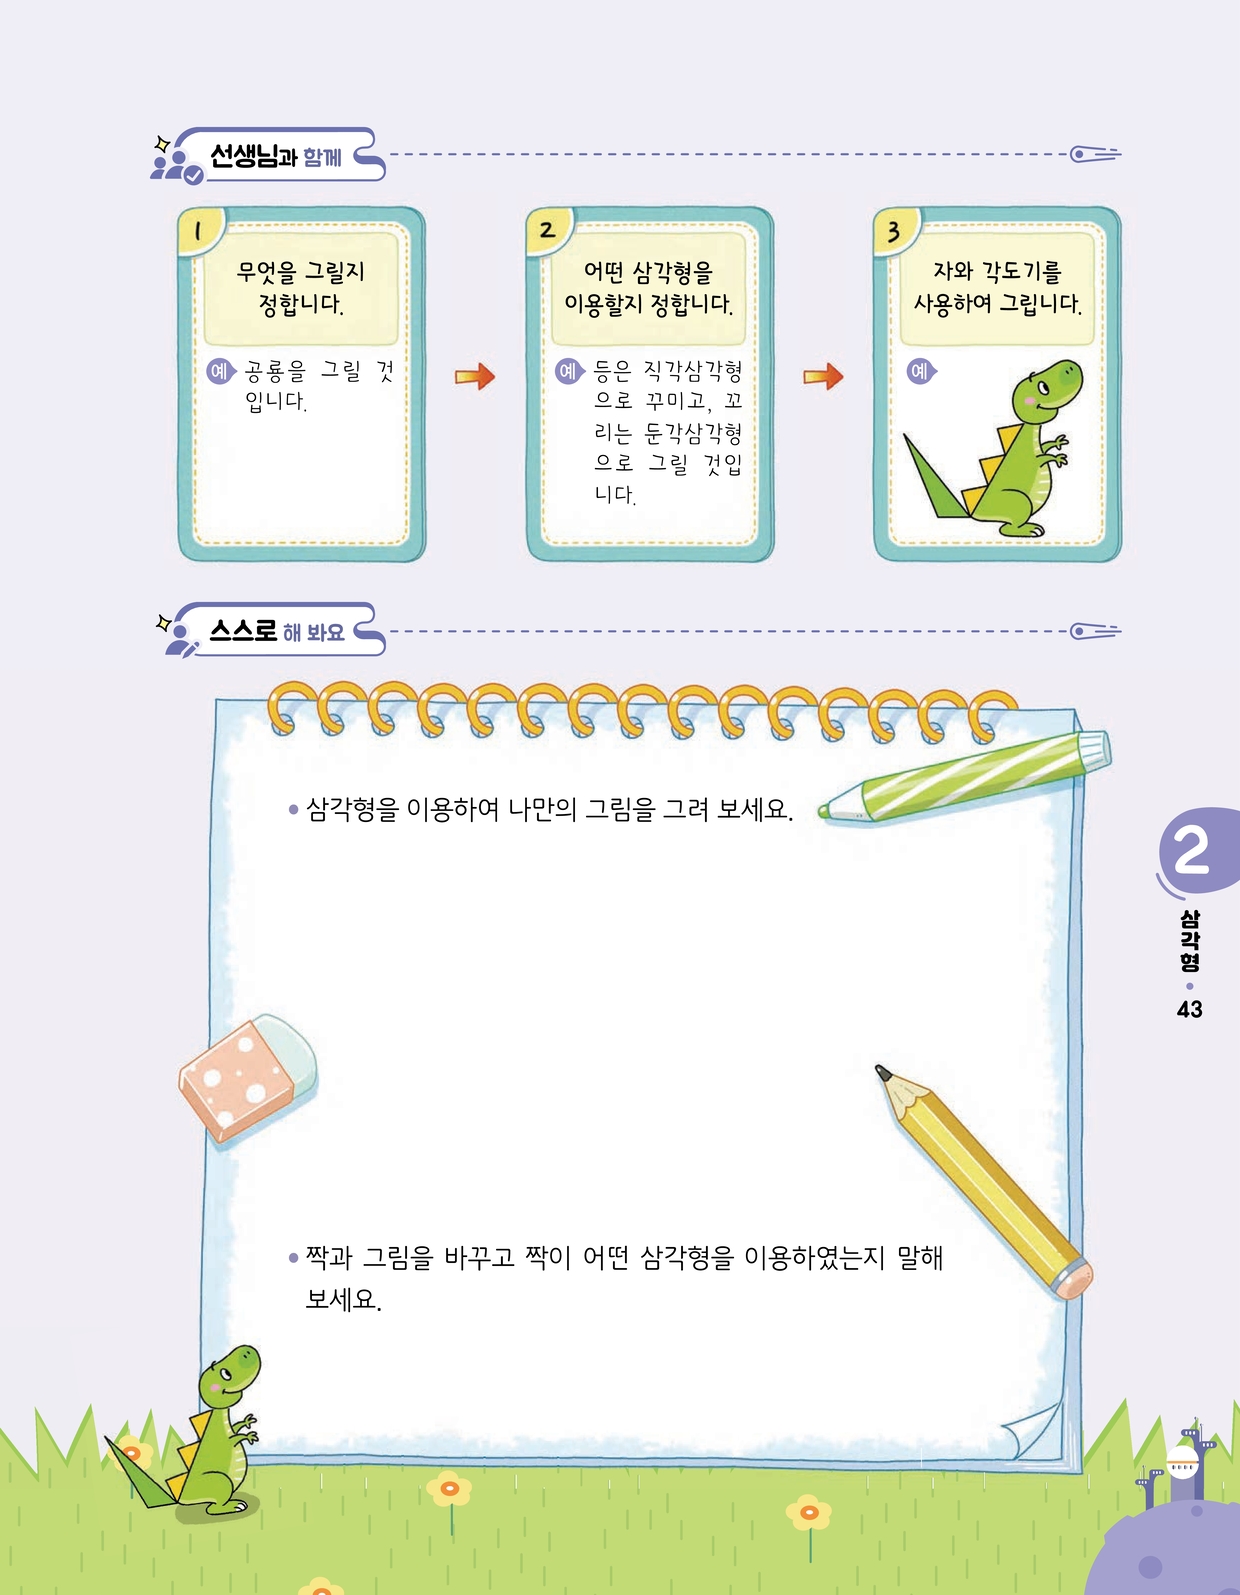 선생님과 함께
1
무엇을 그릴지
정합니다.
예 공룡을 그릴 것
입니다.
2
어떤 삼각형을
이용할지 정합니다.
예 등은 직각삼각형
으로 꾸미고, 꼬
리는 둔각삼각형
으로 그릴 것입
니다.
3
자와 각도기를
사용하여 그립니다.
예
스스로 해 봐요
• 삼각형을 이용하여 나만의 그림을 그려 보세요.
• 짝과 그림을 바꾸고 짝이 어떤 삼각형을 이용하였는지 말해
보세요.
2
삼각형 • 43